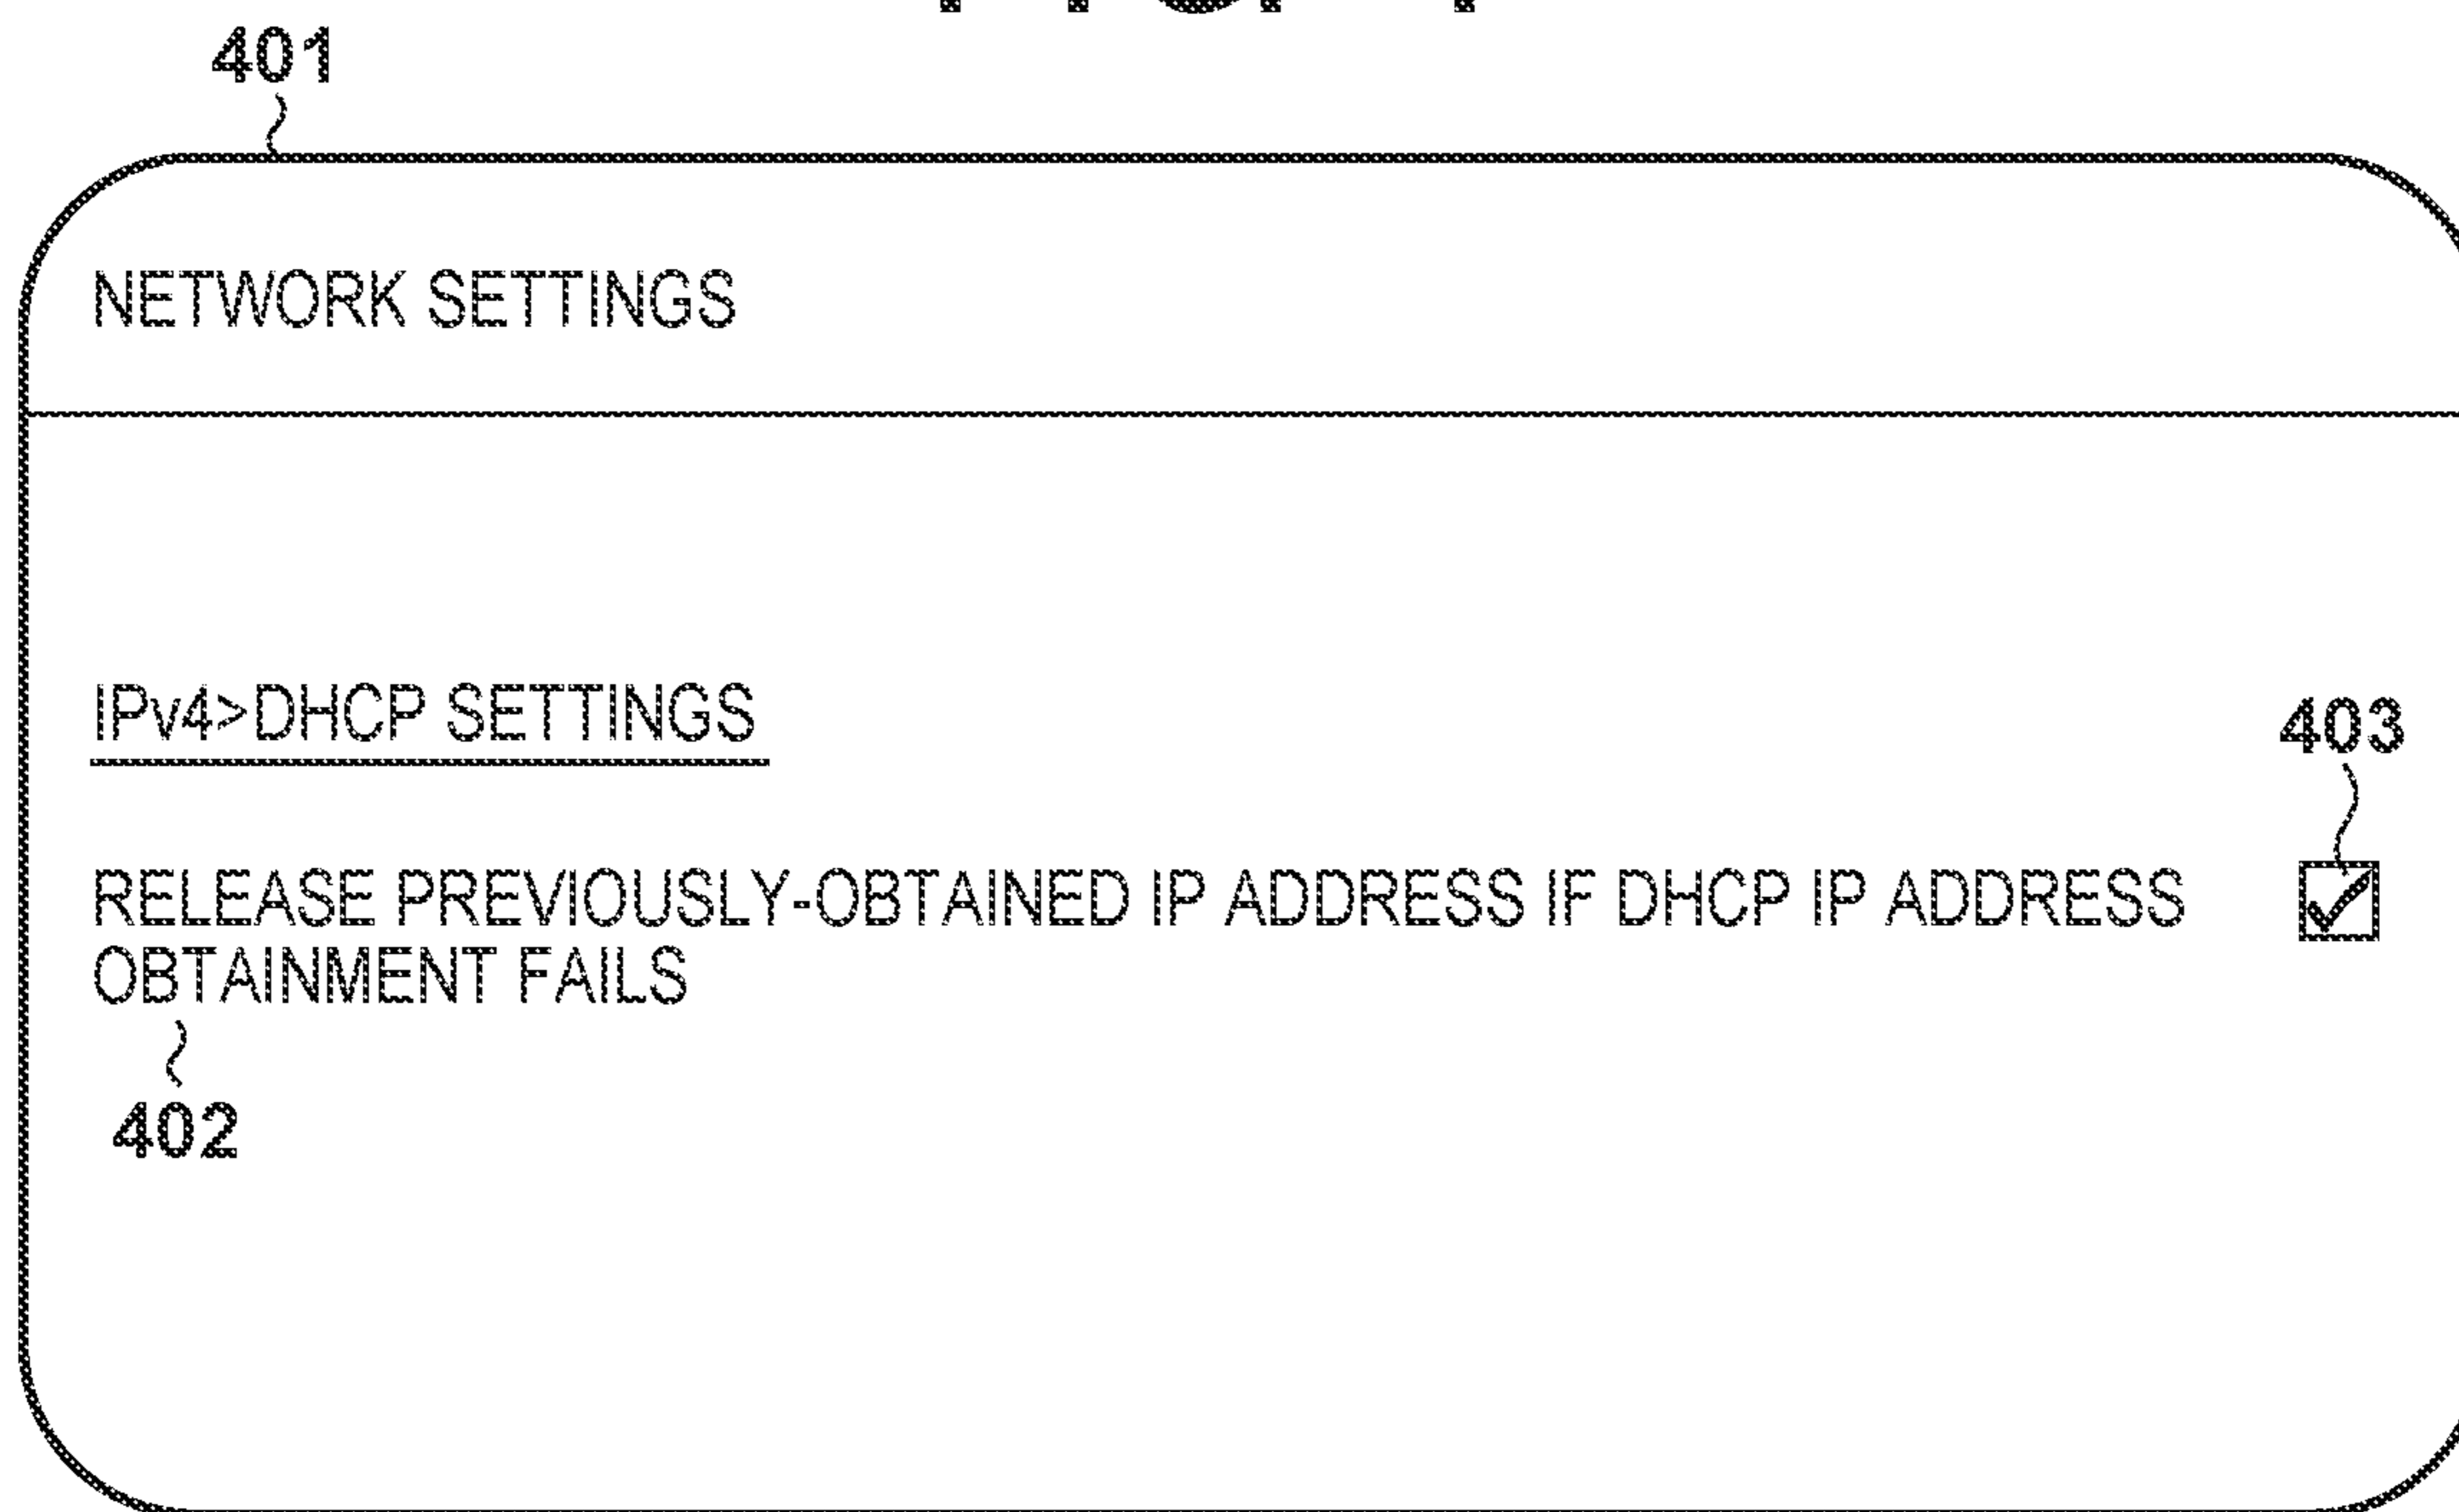 401
NETWORK SETTINGS
IPv4>DHCP SETTINGS
403
RELEASE PREVIOUSLY-OBTAINED IP ADDRESS IF DHCP IP ADDRESS
OBTAINMENT FAILS
402